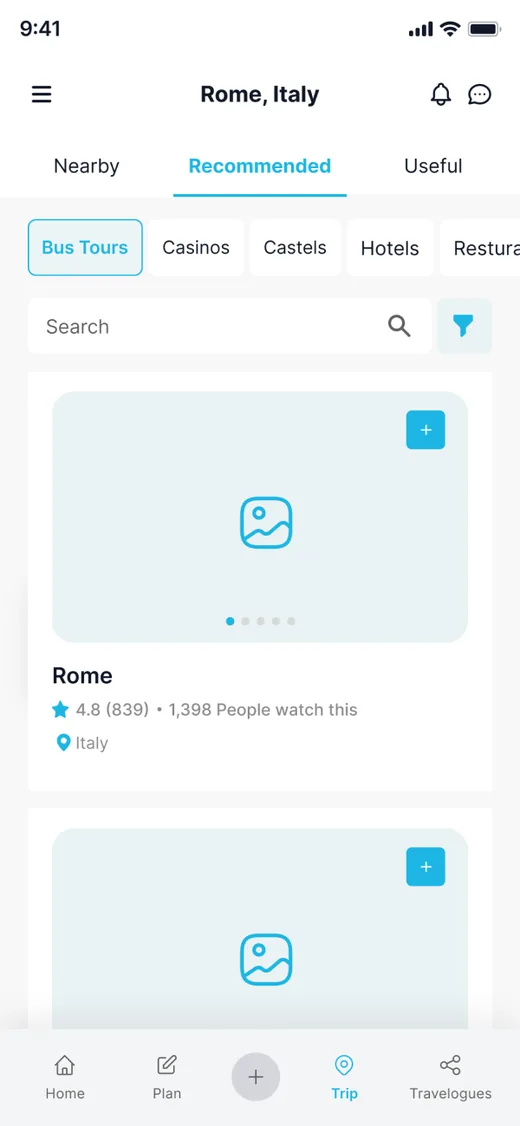 9:41
Rome, Italy
Nearby Recommended Useful
Bus Tours Casinos Castels Hotels Restura
Search
+
Rome
4.8 (839) • 1,398 People watch this
Italy
+
+
Home Plan Trip Travelogues